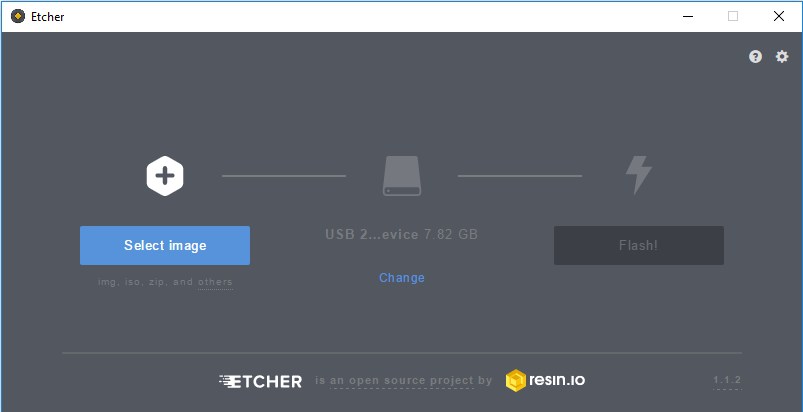 Etcher
Select image
img, iso, zip, and others
USB 2...evice 7.82 GB
Change
Flash!
ETCHER is an open source project by resin.io
1.1.2